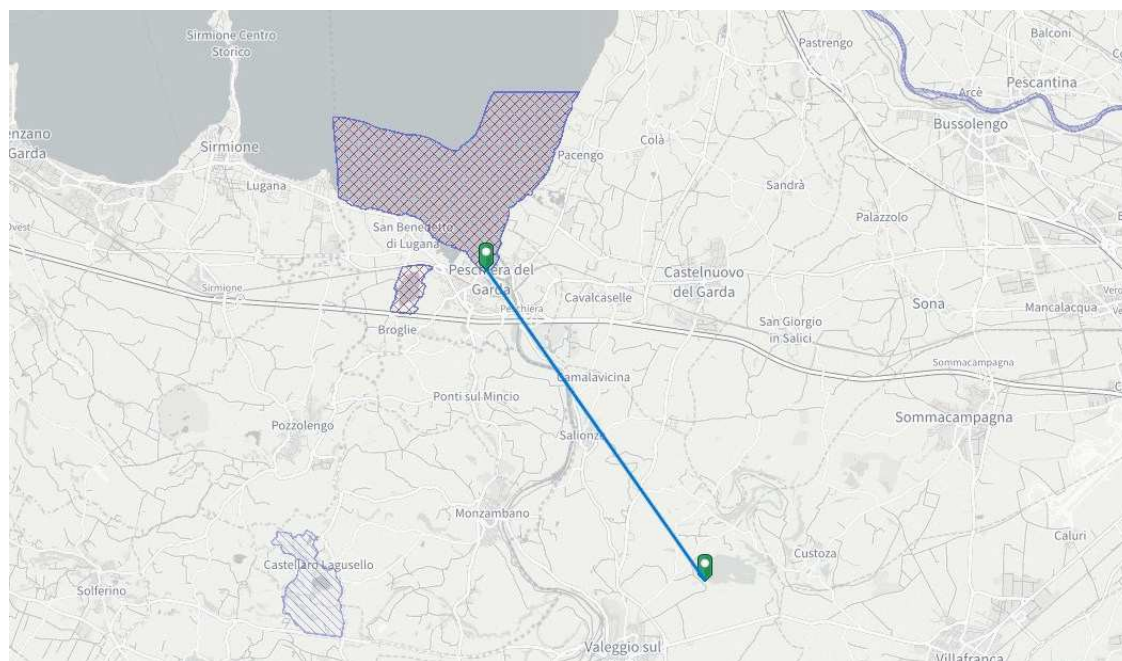 Sirmione Centro
Storico
Pastrengo
Balconi
Pescantina
Arcè
Bussolengo
enzano
Garda
Sirmione
Pacengo
Colà
Lugana
Sandrà
Palazzolo
Ovest
San Benedetto
di Lugana
Peschiera del
Garda
Castelnuovo
del Garda
Sirmione
Cavalcaselle
Peschiera
Sona
Mancalacqua
Broglie
San Giorgio
in Salici
Sommacampagna
Camalavicina
Ponti sul Mincio
Pozzolengo
Salionze
Sommacampagna
Monzambano
Custoza
Caluri
Castellaro Lagusello
Solferino
Valeggio sul
Villafranca